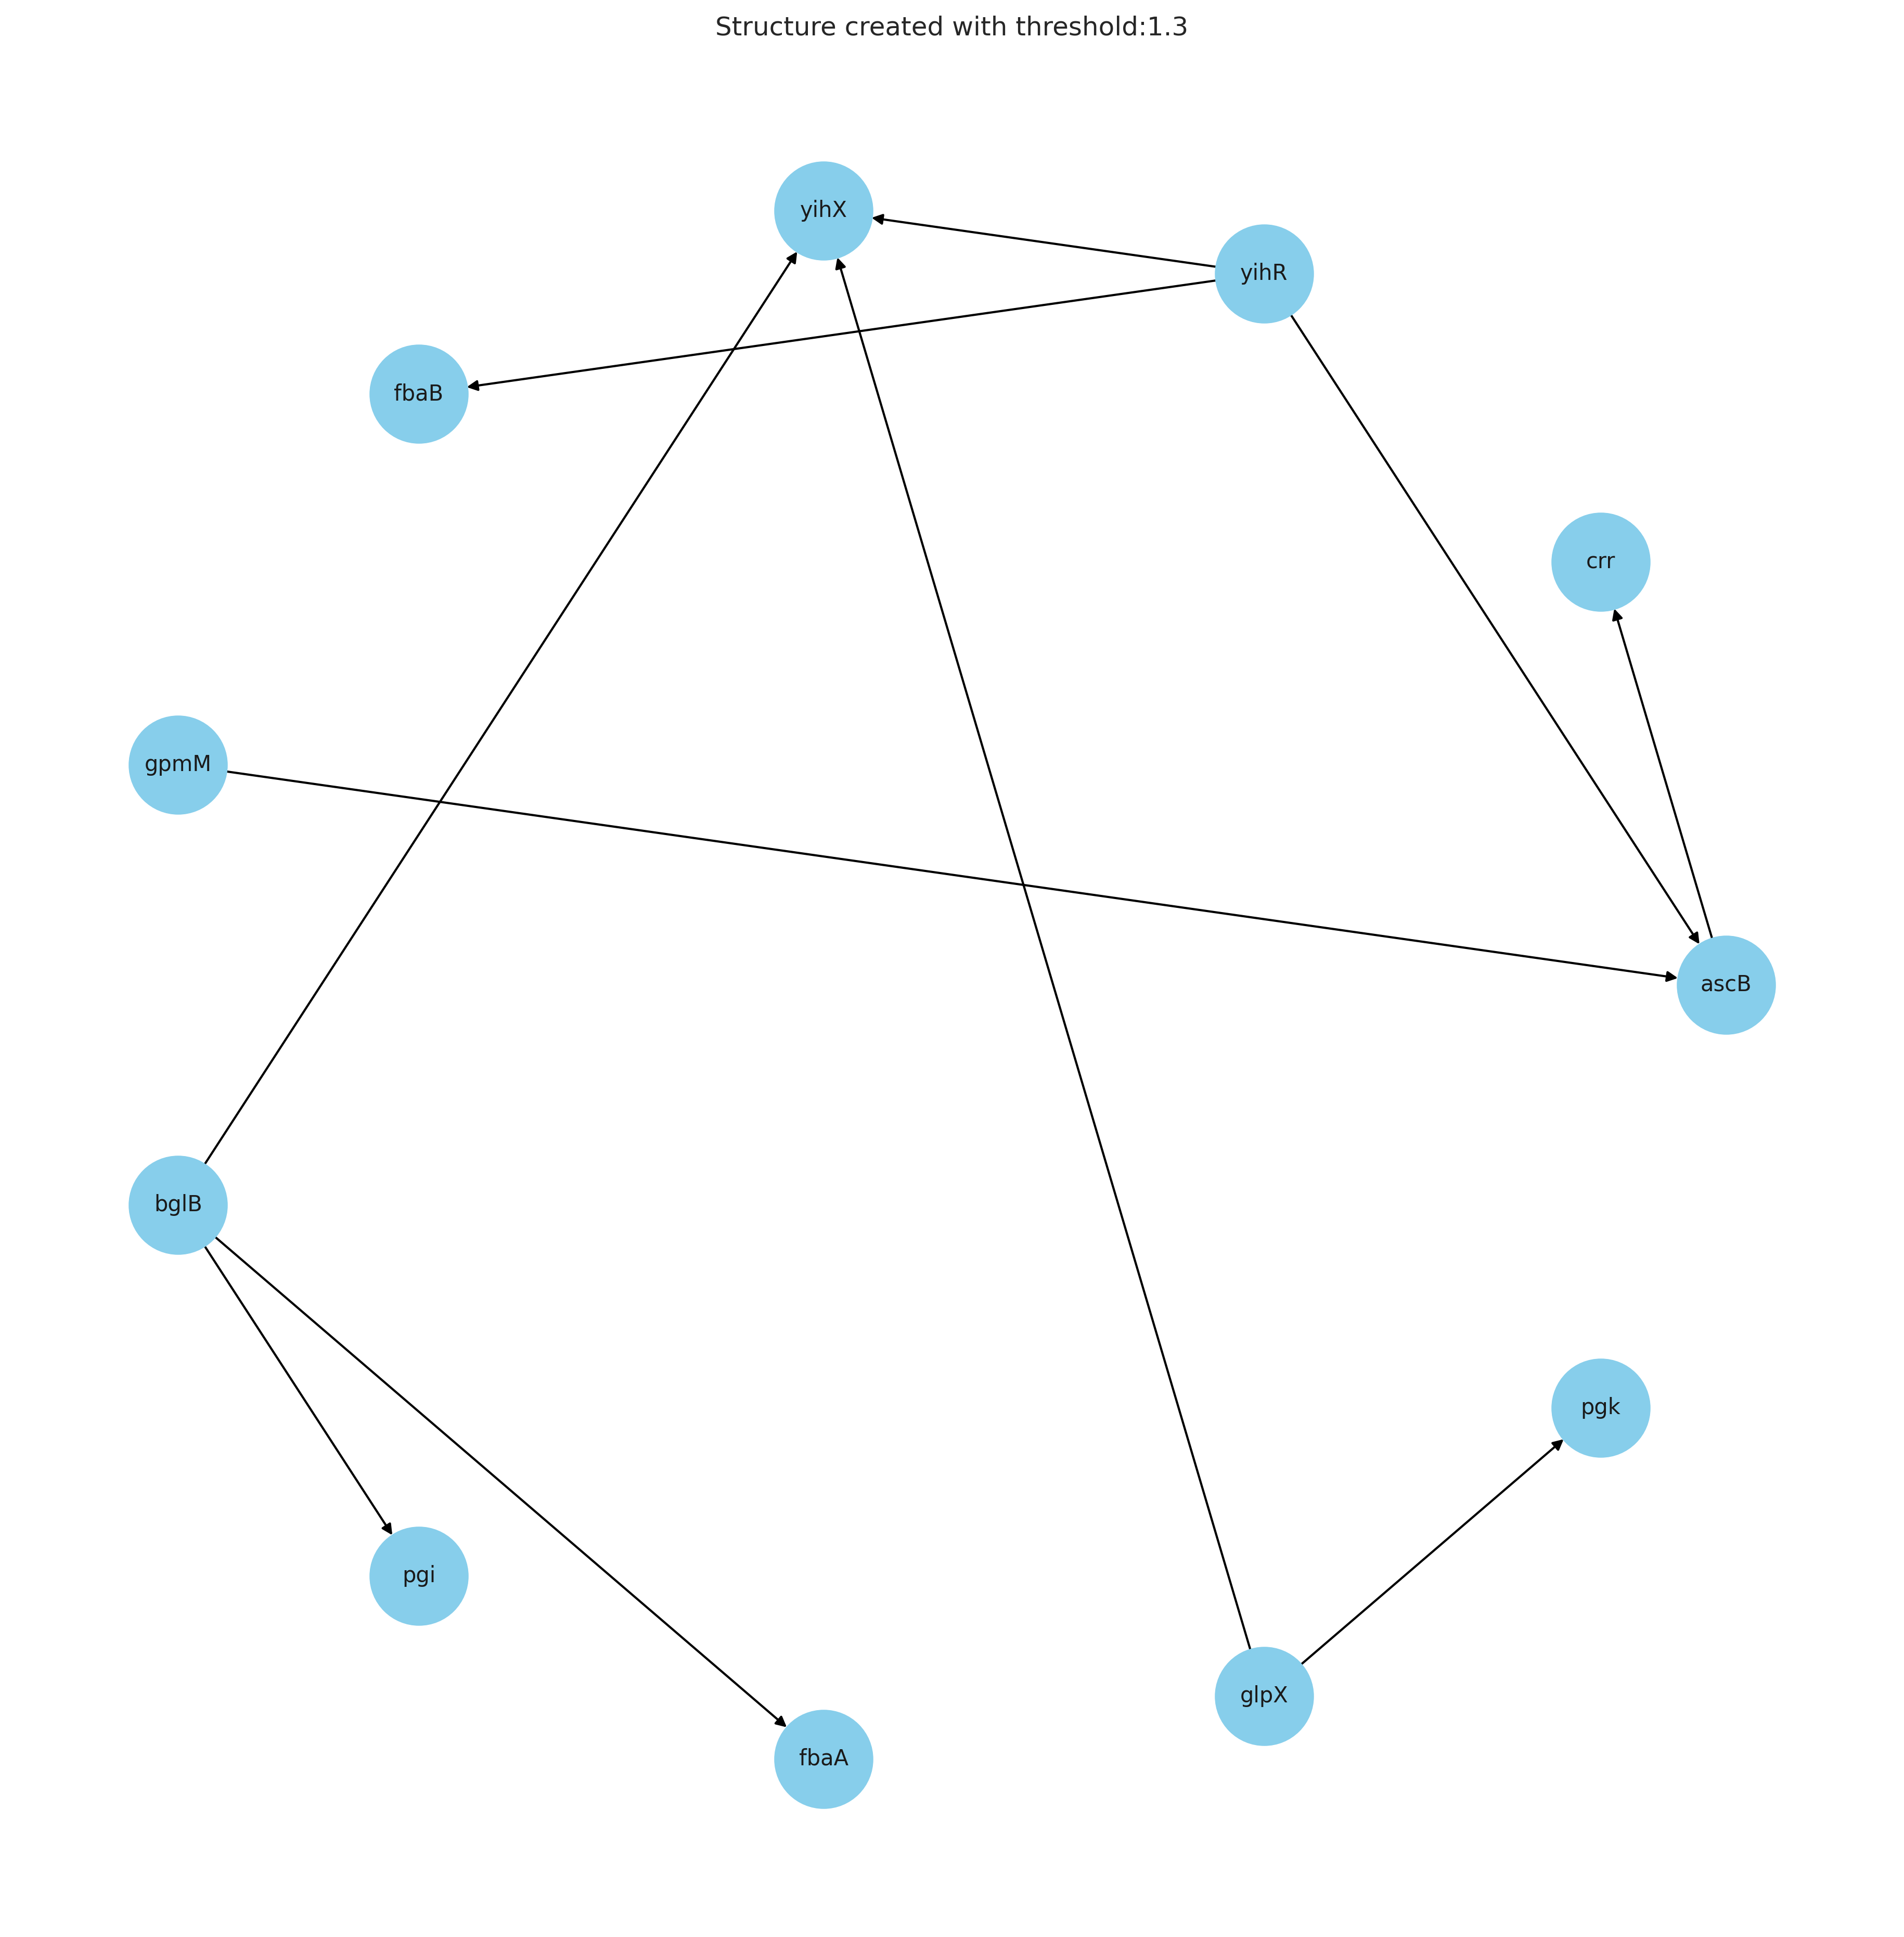 Structure created with threshold:1.3
yihX
yihR
fbaB
crr
gpmM
ascB
bglB
pgk
pgi
glpX
fbaA